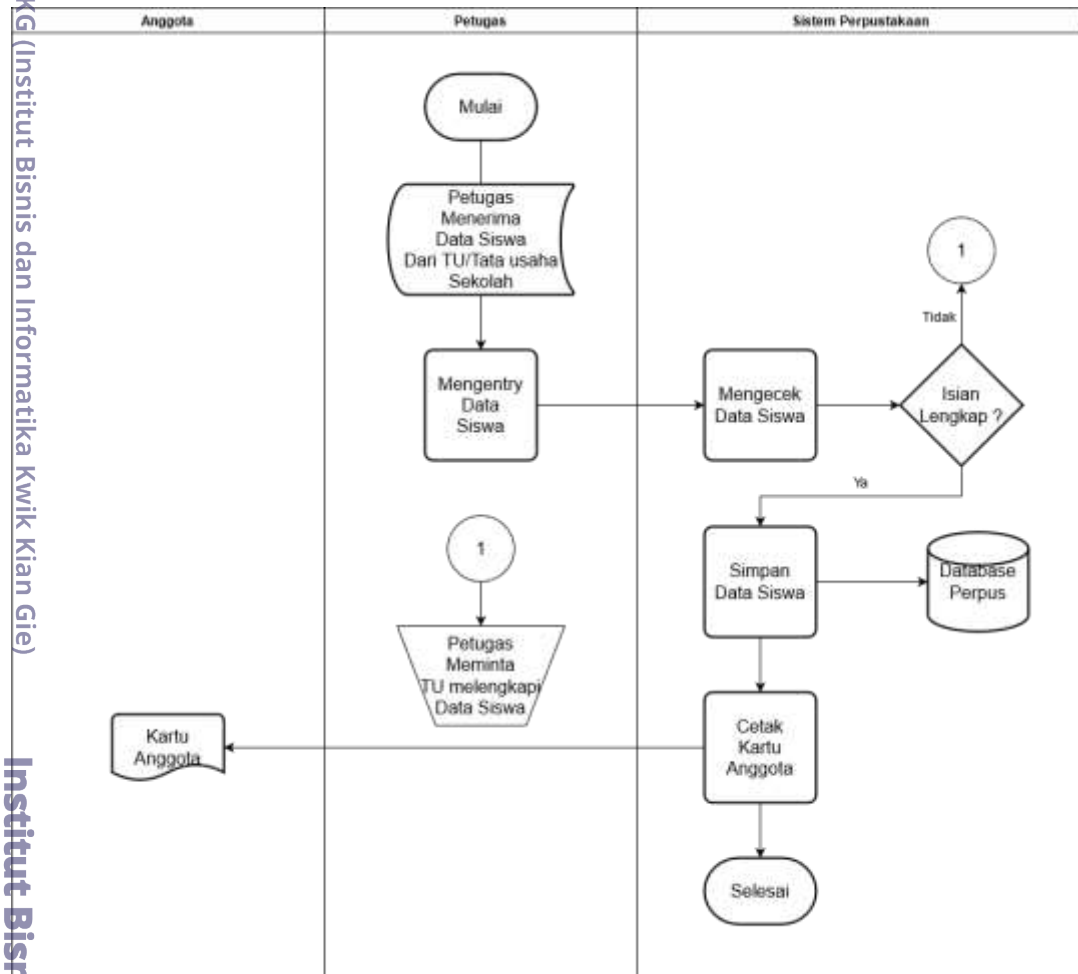 Anggota
Petugas
Sistem Perpustakaan
Mulai
Petugas
Menerima
Data Siswa
Dari TU/Tata usaha
Sekolah
Mengentry
Data
Siswa
Mengecek
Data Siswa
Isian
Lengkap ?
Tidak
1
Ya
Simpan
Data Siswa
Database
Perpus
1
Petugas
Meminta
TU melengkapi
Data Siswa
Cetak
Kartu
Anggota
Kartu
Anggota
Selesai
KG (Institut Bisnis dan Informatika Kwik Kian Gie)
Institut Bisn